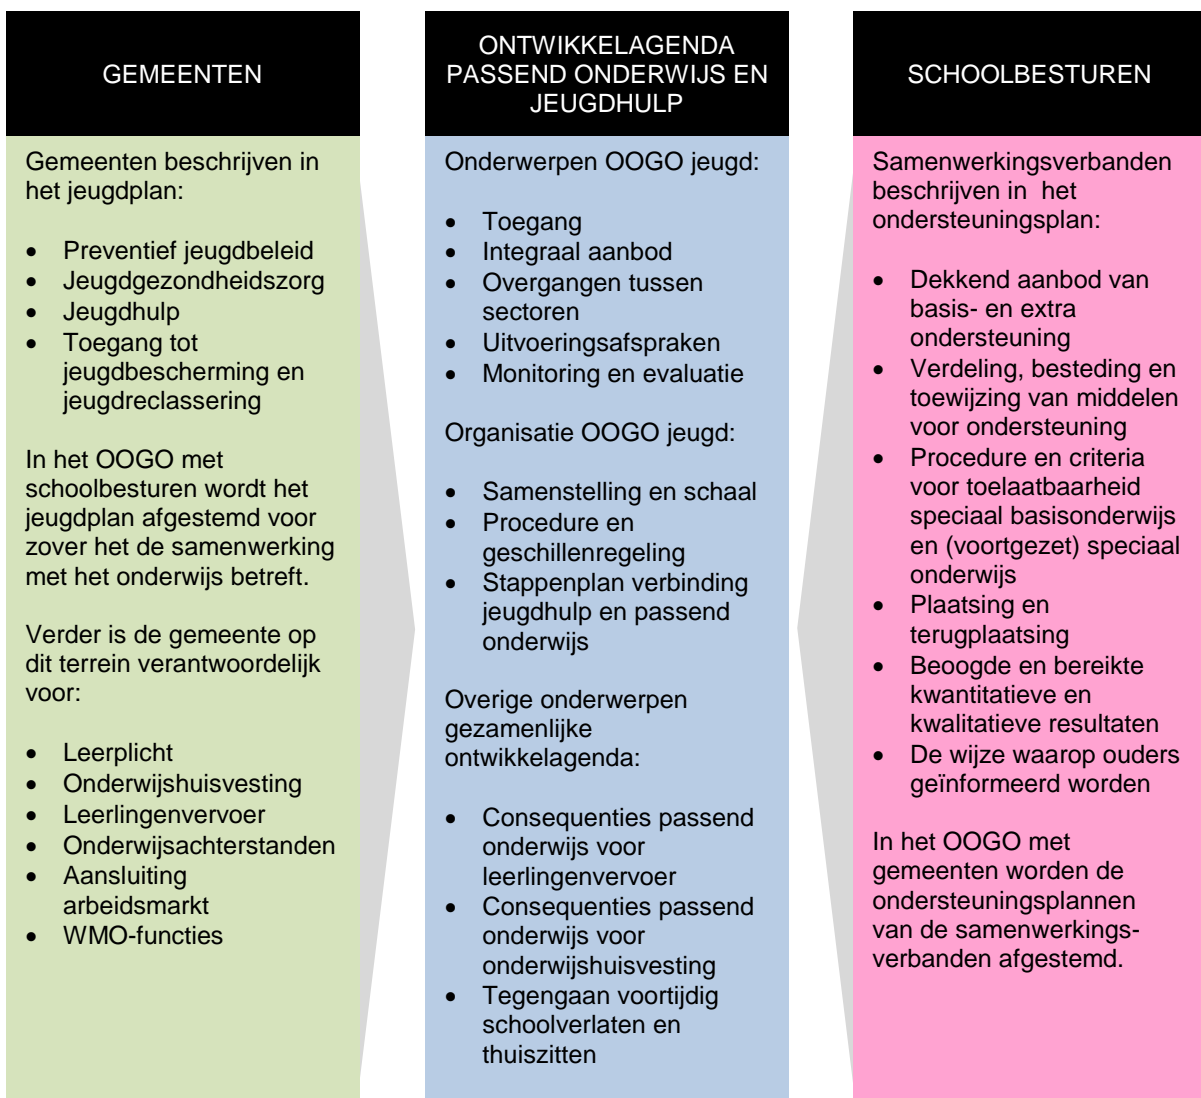 GEMEENTEN
Gemeenten beschrijven in
het jeugdplan:
• Preventief jeugdbeleid
• Jeugdgezondheidszorg
• Jeugdhulp
• Toegang tot
jeugdbescherming en
jeugdreclassering
In het OOGO met
schoolbesturen wordt het
jeugdplan afgestemd voor
zover het de samenwerking
met het onderwijs betreft.
Verder is de gemeente op
dit terrein verantwoordelijk
voor:
• Leerplicht
• Onderwijshuisvesting
• Leerlingenvervoer
• Onderwijsachterstanden
• Aansluiting
arbeidsmarkt
• WMO-functies
ONTWIKKELAGENDA
PASSEND ONDERWIJS EN
JEUGDHULP
Onderwerpen OOGO jeugd:
• Toegang
• Integraal aanbod
• Overgangen tussen
sectoren
• Uitvoeringsafspraken
• Monitoring en evaluatie
Organisatie OOGO jeugd:
• Samenstelling en schaal
• Procedure en
geschillenregeling
• Stappenplan verbinding
jeugdhulp en passend
onderwijs
Overige onderwerpen
gezamenlijke
ontwikkelagenda:
• Consequenties passend
onderwijs voor
leerlingenvervoer
• Consequenties passend
onderwijs voor
onderwijshuisvesting
• Tegengaan voortijdig
schoolverlaten en
thuiszitten
SCHOOLBESTUREN
Samenwerkingsverbanden
beschrijven in het
ondersteuningsplan:
• Dekkend aanbod van
basis- en extra
ondersteuning
• Verdeling, besteding en
toewijzing van middelen
voor ondersteuning
• Procedure en criteria
voor toelaatbaarheid
speciaal basisonderwijs
en (voortgezet) speciaal
onderwijs
• Plaatsing en
terugplaatsing
• Beoogde en bereikte
kwantitatieve en
kwalitatieve resultaten
• De wijze waarop ouders
geïnformeerd worden
In het OOGO met
gemeenten worden de
ondersteuningsplannen
van de samenwerkings-
verbanden afgestemd.